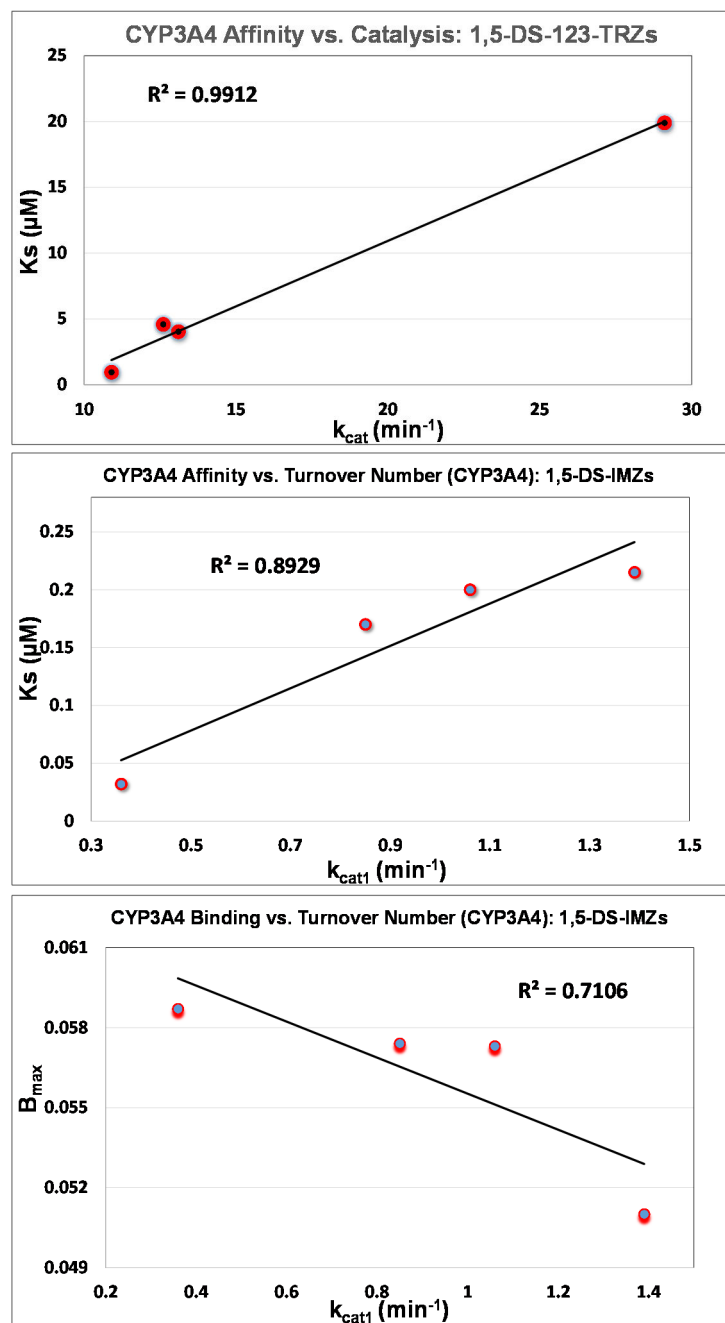 CYP3A4 Affinity vs. Catalysis: 1,5-DS-123-TRZs
R² = 0.9912
Ks (µM)
25
20
15
10
5
0
10 15 20 25 30
k_cat (min⁻¹)
CYP3A4 Affinity vs. Turnover Number (CYP3A4): 1,5-DS-IMZs
R² = 0.8929
Ks (µM)
0.25
0.2
0.15
0.1
0.05
0
0.3 0.5 0.7 0.9 1.1 1.3 1.5
k_cat1 (min⁻¹)
CYP3A4 Binding vs. Turnover Number (CYP3A4): 1,5-DS-IMZs
R² = 0.7106
B_max
0.061
0.058
0.055
0.052
0.049
0.2 0.4 0.6 0.8 1 1.2 1.4
k_cat1 (min⁻¹)